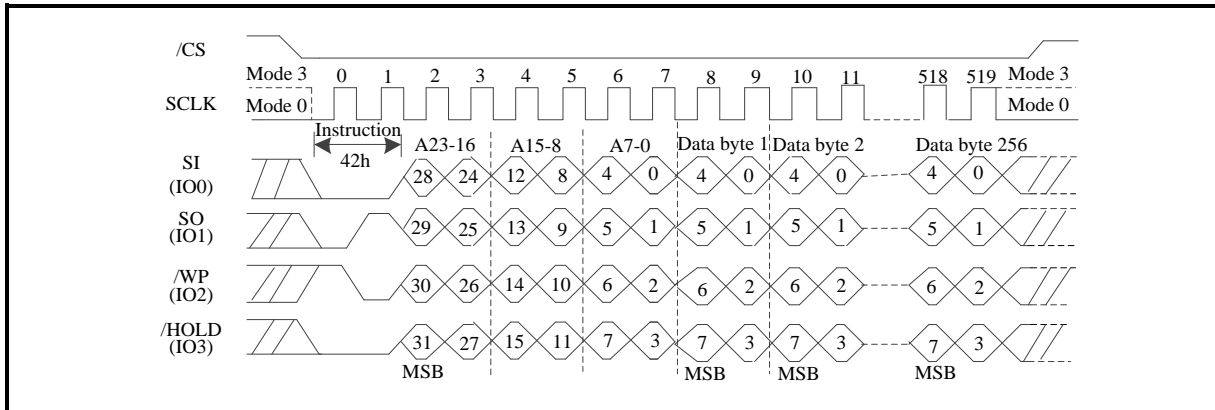 /CS
Mode 3 0 1 2 3 4 5 6 7 8 9 10 11 518 519 Mode 3
SCLK Mode 0 Mode 0
Instruction
42h
A23-16 A15-8 A7-0 Data byte 1 Data byte 2 Data byte 256
SI
(IO0)
28 24 12 8 4 0 4 0 4 0 4 0
SO
(IO1)
29 25 13 9 5 1 5 1 5 1 5 1
/WP
(IO2)
30 26 14 10 6 2 6 2 6 2 6 2
/HOLD
(IO3)
31 27 15 11 7 3 7 3 7 3 7 3
MSB MSB MSB MSB